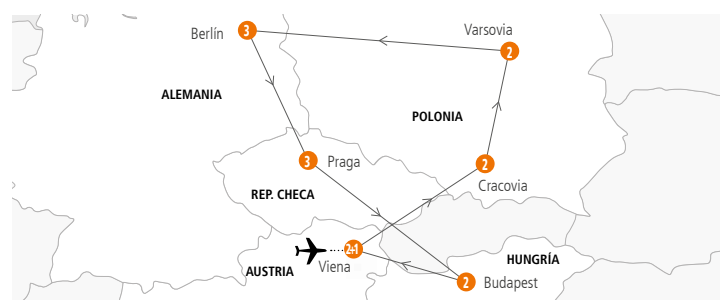 Berlín
3
Varsovia
2
ALEMANIA
POLONIA
3
Praga
2
Cracovia
REP. CHECA
2+1
Viena
AUSTRIA
HUNGRÍA
2
Budapest